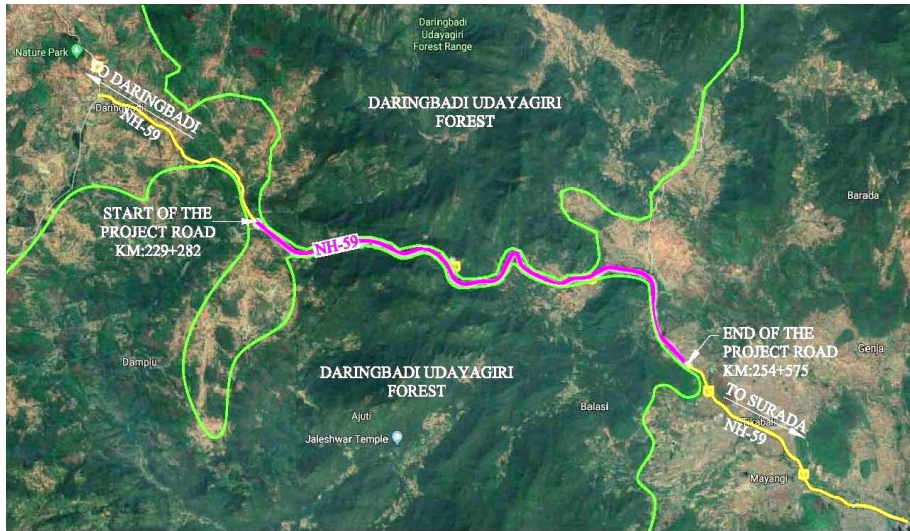 Daringbadi
Udayagiri
Forest Range
Nature Park
TO DARINGBADI
NH-59
DARINGBADI UDAYAGIRI
FOREST
Barada
START OF THE
PROJECT ROAD
KM:229+282
NH-59
END OF THE
PROJECT ROAD
KM:254+575
Genja
Damplu
DARINGBADI UDAYAGIRI
FOREST
Ajuti
Balasi
Jaleshwar Temple
TO SURADA
NH-59
Mayangi